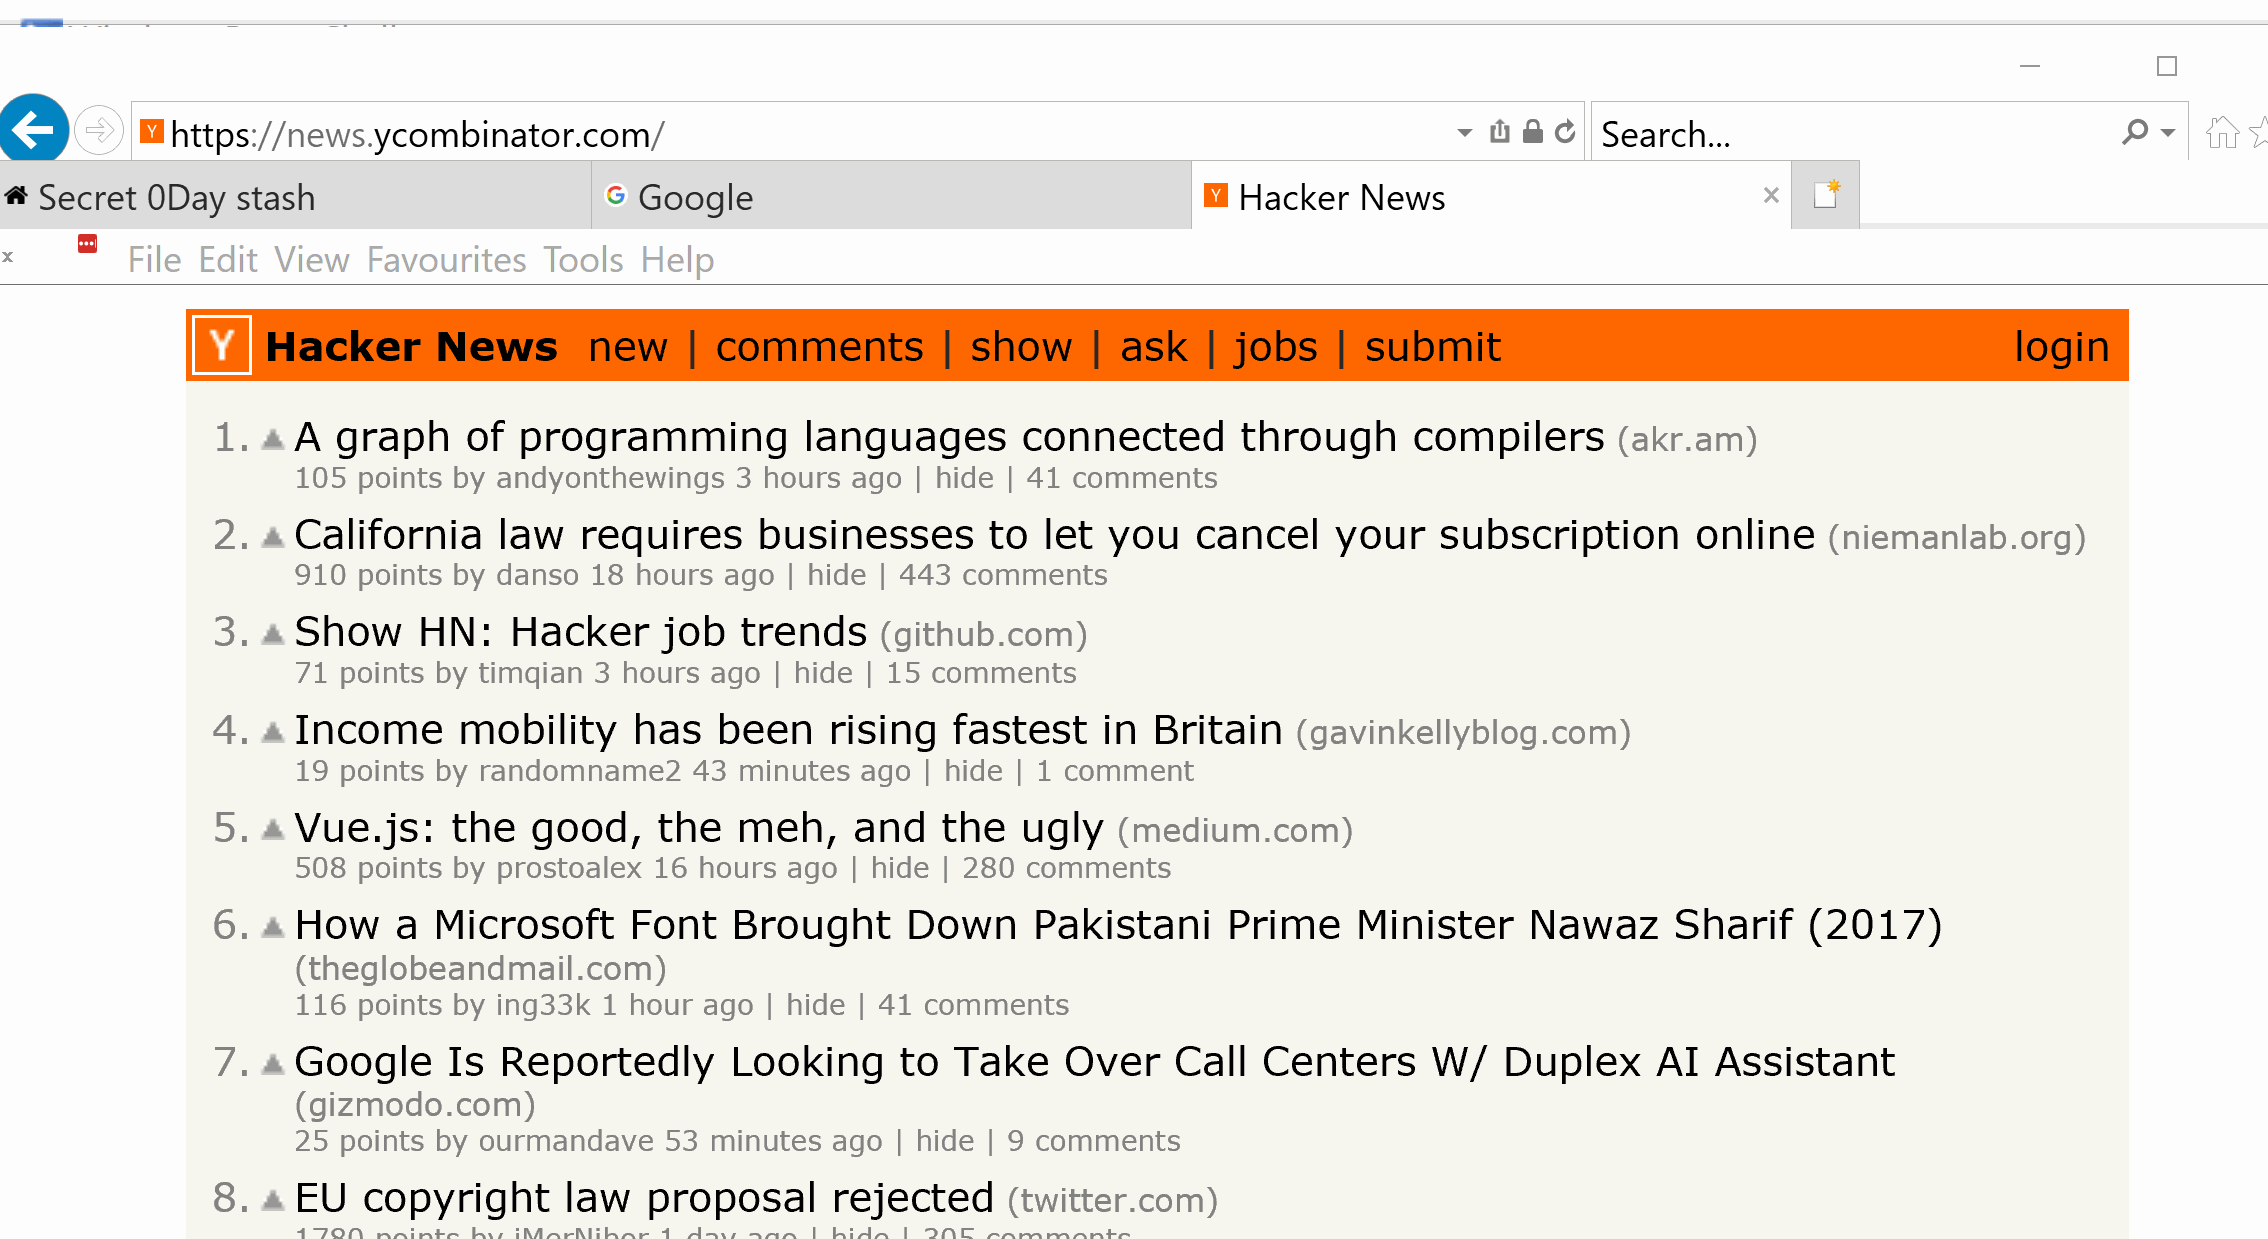 https://news.ycombinator.com/
Search...
Secret 0Day stash
Google
Hacker News
File Edit View Favourites Tools Help
Y Hacker News new | comments | show | ask | jobs | submit login
1. A graph of programming languages connected through compilers (akr.am)
105 points by andyonthewings 3 hours ago | hide | 41 comments
2. California law requires businesses to let you cancel your subscription online (niemanlab.org)
910 points by danso 18 hours ago | hide | 443 comments
3. Show HN: Hacker job trends (github.com)
71 points by timqian 3 hours ago | hide | 15 comments
4. Income mobility has been rising fastest in Britain (gavinkellyblog.com)
19 points by randomname2 43 minutes ago | hide | 1 comment
5. Vue.js: the good, the meh, and the ugly (medium.com)
508 points by prostoalex 16 hours ago | hide | 280 comments
6. How a Microsoft Font Brought Down Pakistani Prime Minister Nawaz Sharif (2017)
(theglobeandmail.com)
116 points by ing33k 1 hour ago | hide | 41 comments
7. Google Is Reportedly Looking to Take Over Call Centers W/ Duplex AI Assistant
(gizmodo.com)
25 points by ourmandave 53 minutes ago | hide | 9 comments
8. EU copyright law proposal rejected (twitter.com)
1780 points by 1 day ago | hide | 305 comments